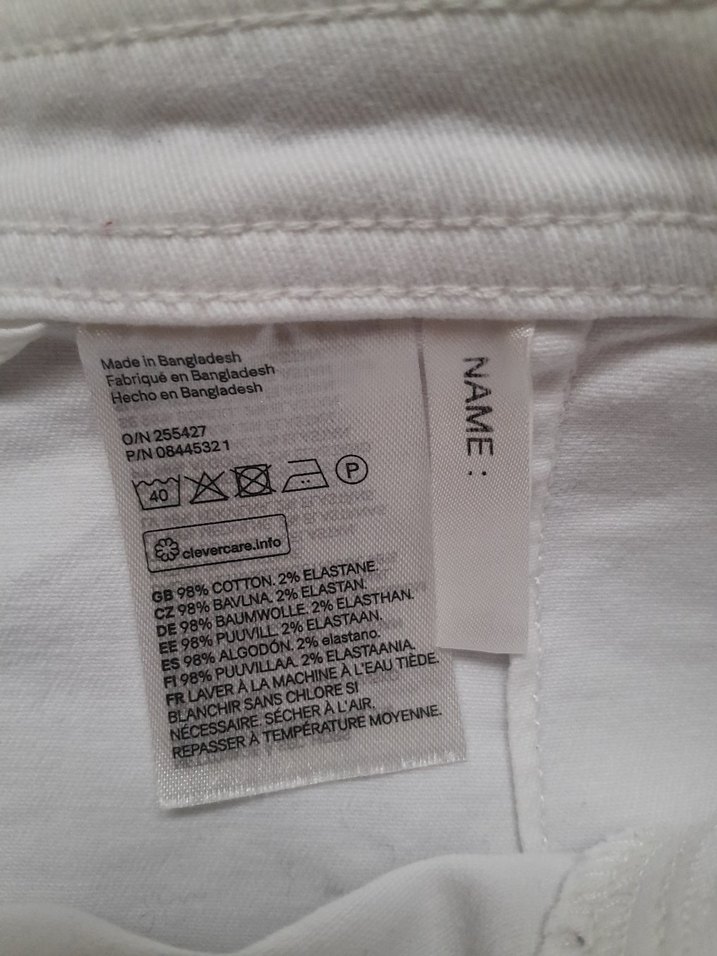 Made in Bangladesh
Fabriqué en Bangladesh
Hecho en Bangladesh
O/N 255427
P/N 08445321
40
P
clevercare.info
GB 98% COTTON. 2% ELASTANE.
CZ 98% BAVLNA. 2% ELASTAN.
DE 98% BAUMWOLLE. 2% ELASTHAN.
EE 98% PUUVILL. 2% ELASTAAN.
ES 98% ALGODÓN. 2% elastano.
FI 98% PUUVILLAA. 2% ELASTAANIA.
FR LAVER À LA MACHINE À L'EAU TIÈDE.
BLANCHIR SANS CHLORE SI
NÉCESSAIRE. SÉCHER À L'AIR.
REPASSER À TEMPÉRATURE MOYENNE.
NAME :